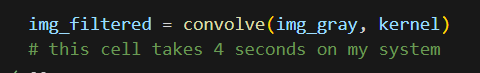 img_filtered = convolve(img_gray, kernel)
# this cell takes 4 seconds on my system